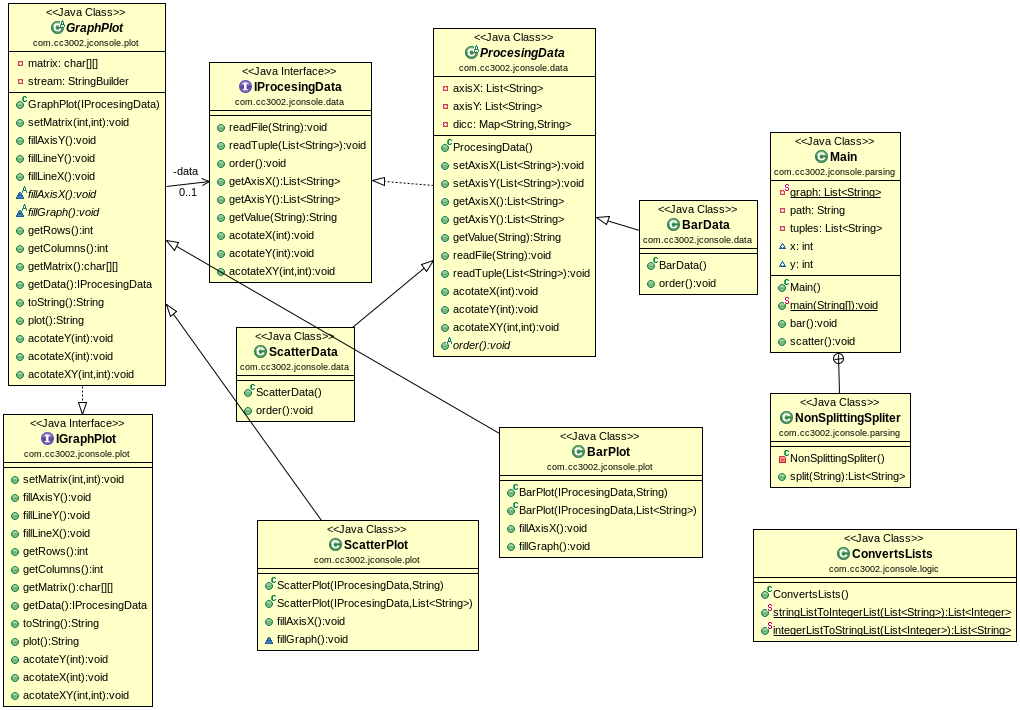 <<Java Class>>
GraphPlot
com.cc3002.jconsole.plot
matrix: char[][]
stream: StringBuilder
GraphPlot(IProcesingData)
setMatrix(int,int):void
fillAxisY():void
fillLineY():void
fillLineX():void
fillAxisX():void
fillGraph():void
getRows():int
getColumns():int
getMatrix():char[][]
getData():IProcesingData
toString():String
plot():String
acotateY(int):void
acotateX(int):void
acotateXY(int,int):void
<<Java Interface>>
IGraphPlot
com.cc3002.jconsole.plot
setMatrix(int,int):void
fillAxisY():void
fillLineY():void
fillLineX():void
getRows():int
getColumns():int
getMatrix():char[][]
getData():IProcesingData
toString():String
plot():String
acotateY(int):void
acotateX(int):void
acotateXY(int,int):void
-data
0..1
<<Java Interface>>
IProcesingData
com.cc3002.jconsole.data
readFile(String):void
readTuple(List<String>):void
order():void
getAxisX():List<String>
getAxisY():List<String>
getValue(String):String
acotateX(int):void
acotateY(int):void
acotateXY(int,int):void
<<Java Class>>
ScatterData
com.cc3002.jconsole.data
ScatterData()
order():void
<<Java Class>>
ScatterPlot
com.cc3002.jconsole.plot
ScatterPlot(IProcesingData,String)
ScatterPlot(IProcesingData,List<String>)
fillAxisX():void
fillGraph():void
<<Java Class>>
ProcesingData
com.cc3002.jconsole.data
axisX: List<String>
axisY: List<String>
dicc: Map<String,String>
ProcesingData()
setAxisX(List<String>):void
setAxisY(List<String>):void
getAxisX():List<String>
getAxisY():List<String>
getValue(String):String
readFile(String):void
readTuple(List<String>):void
acotateX(int):void
acotateY(int):void
acotateXY(int,int):void
order():void
<<Java Class>>
BarPlot
com.cc3002.jconsole.plot
BarPlot(IProcesingData,String)
BarPlot(IProcesingData,List<String>)
fillAxisX():void
fillGraph():void
<<Java Class>>
BarData
com.cc3002.jconsole.data
BarData()
order():void
<<Java Class>>
Main
com.cc3002.jconsole.parsing
graph: List<String>
path: String
tuples: List<String>
x: int
y: int
Main()
main(String[]):void
bar():void
scatter():void
<<Java Class>>
NonSplittingSpliter
com.cc3002.jconsole.parsing
NonSplittingSpliter()
split(String):List<String>
<<Java Class>>
ConvertsLists
com.cc3002.jconsole.logic
ConvertsLists()
stringListToIntegerList(List<String>):List<Integer>
integerListToStringList(List<Integer>):List<String>